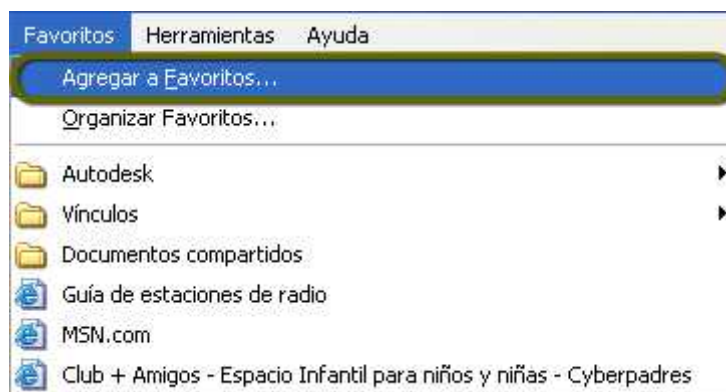 Favoritos Herramientas Ayuda
Agregar a Favoritos...
Organizar Favoritos...
Autodesk
Vínculos
Documentos compartidos
Guía de estaciones de radio
MSN.com
Club + Amigos - Espacio Infantil para niños y niñas - Cyberpadres